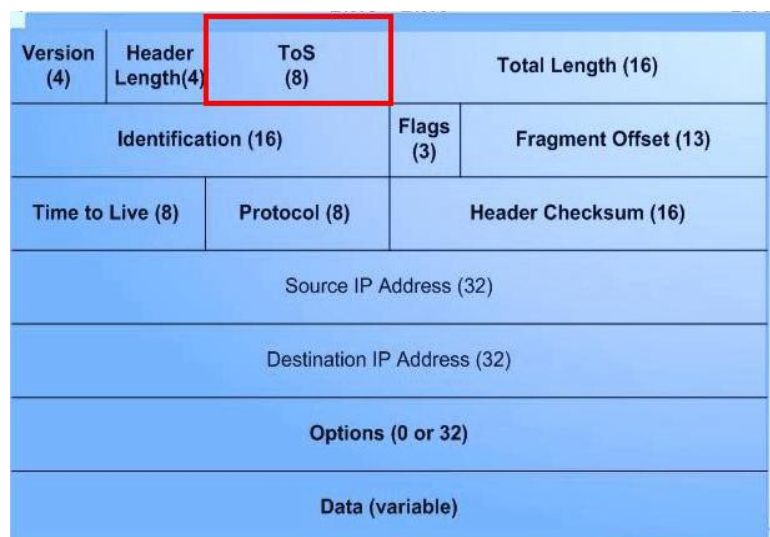 Version Header ToS Total Length (16)
(4) Length(4) (8)
Identification (16) Flags Fragment Offset (13)
(3)
Time to Live (8) Protocol (8) Header Checksum (16)
Source IP Address (32)
Destination IP Address (32)
Options (0 or 32)
Data (variable)